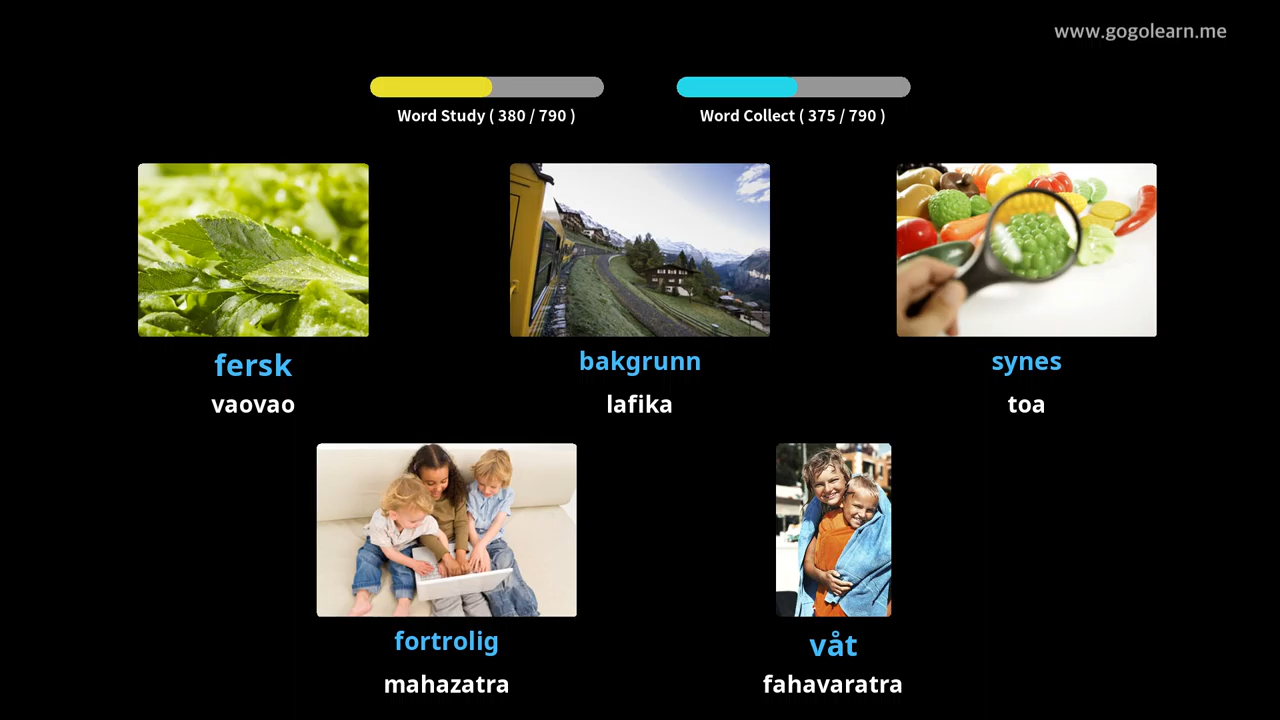 www.gogolearn.me
Word Study ( 380 / 790 )
Word Collect ( 375 / 790 )
fersk
vaovao
bakgrunn
lafika
synes
toa
fortrolig
mahazatra
våt
fahavaratra